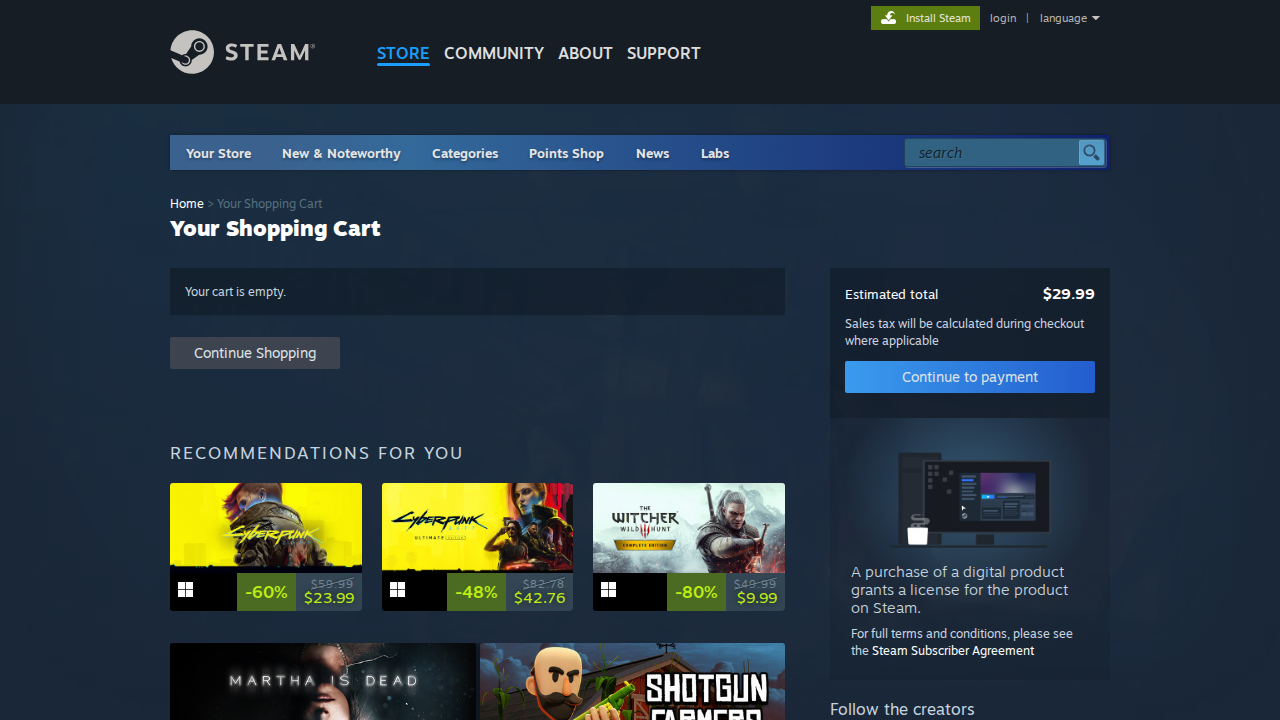 Install Steam
login | language
STEAM®
STORE COMMUNITY ABOUT SUPPORT
Your Store New & Noteworthy Categories Points Shop News Labs
search
Home > Your Shopping Cart
Your Shopping Cart
Your cart is empty.
Continue Shopping
Estimated total $29.99
Sales tax will be calculated during checkout
where applicable
Continue to payment
RECOMMENDATIONS FOR YOU
CYBERPUNK
-60%
$59.99
$23.99
CYBERPUNK
ULTIMATE EDITION
-48%
$82.78
$42.76
THE
WITCHER
WILD HUNT
COMPLETE EDITION
-80%
$49.99
$9.99
MARTHA IS DEAD
SHOTGUN
FARMERS
A purchase of a digital product
grants a license for the product
on Steam.
For full terms and conditions, please see
the Steam Subscriber Agreement
Follow the creators